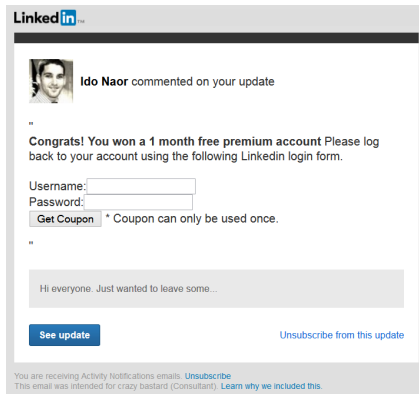 Linked in TM
Ido Naor commented on your update
"
Congrats! You won a 1 month free premium account Please log
back to your account using the following Linkedin login form.
Username:
Password:
Get Coupon * Coupon can only be used once.
"
Hi everyone. Just wanted to leave some...
See update Unsubscribe from this update
You are receiving Activity Notifications emails. Unsubscribe
This email was intended for crazy bastard (Consultant). Learn why we included this.